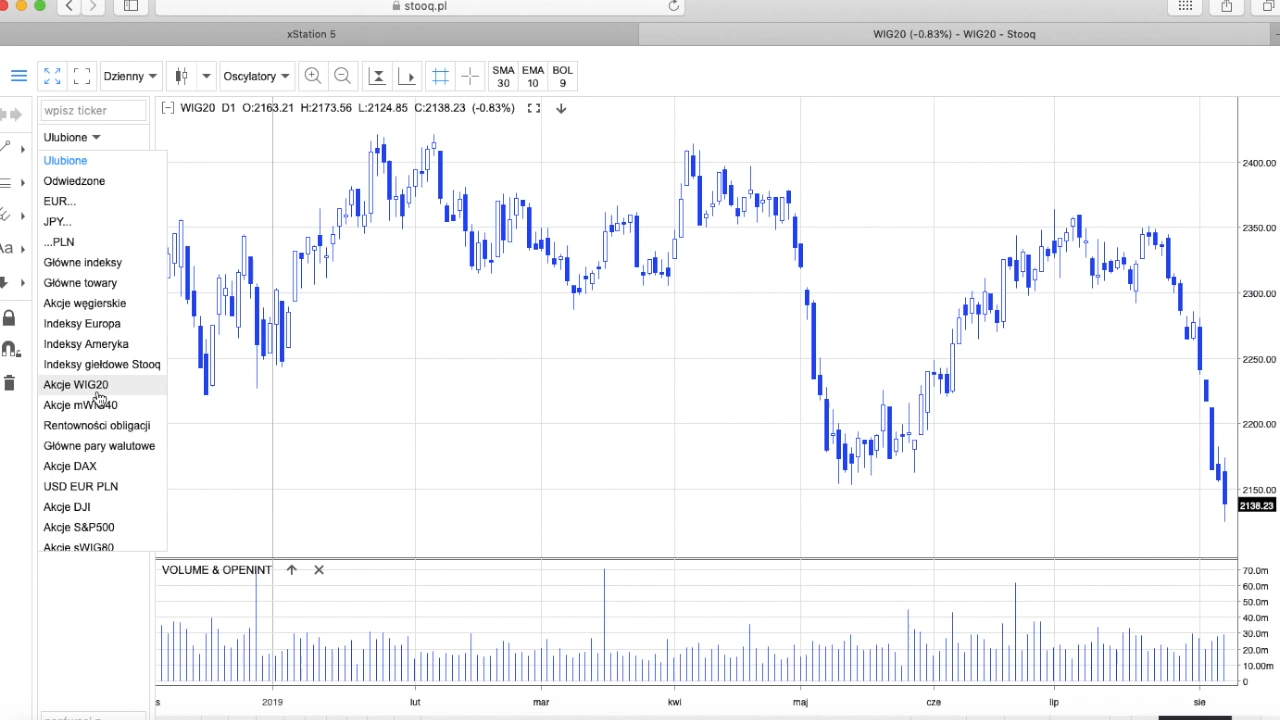 stooq.pl
xStation 5
WIG20 (-0.83%) - WIG20 - Stooq
Dzienny
Oscylatory
SMA 30
EMA 10
BOL 9
wpisz ticker
WIG20 D1 O:2163.21 H:2173.56 L:2124.85 C:2138.23 (-0.83%)
Ulubione
Ulubione
Odwiedzone
EUR...
JPY...
...PLN
Główne indeksy
Główne towary
Akcje węgierskie
Indeksy Europa
Indeksy Ameryka
Indeksy giełdowe Stooq
Akcje WIG20
Akcje mWIG40
Rentowności obligacji
Główne pary walutowe
Akcje DAX
USD EUR PLN
Akcje DJI
Akcje S&P500
Akcje sWIG80
Aa
2400.00
2350.00
2300.00
2250.00
2200.00
2150.00
2138.23
VOLUME & OPENINT
70.0m
60.0m
50.0m
40.0m
30.0m
20.0m
10.00m
0
s 2019 lut mar kwi maj cze lip sie